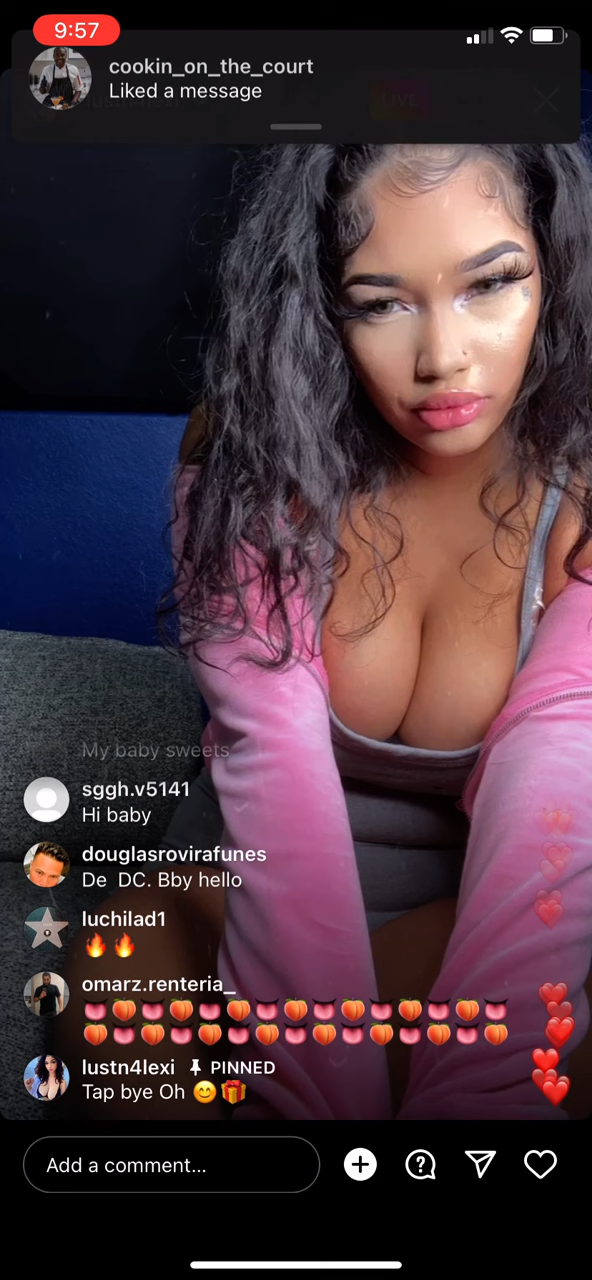 9:57
cookin_on_the_court
Liked a message
LIVE
My baby sweets
sggh.v5141
Hi baby
douglasrovirafunes
De DC. Bby hello
luchilad1
🔥🔥
omarz.renteria_
👅🍑👅🍑👅🍑👅🍑👅🍑👅🍑👅🍑👅
🍑👅🍑👅🍑👅🍑👅🍑👅🍑👅🍑👅🍑
lustn4lexi 📌 PINNED
Tap bye Oh 😊🎁
Add a comment...